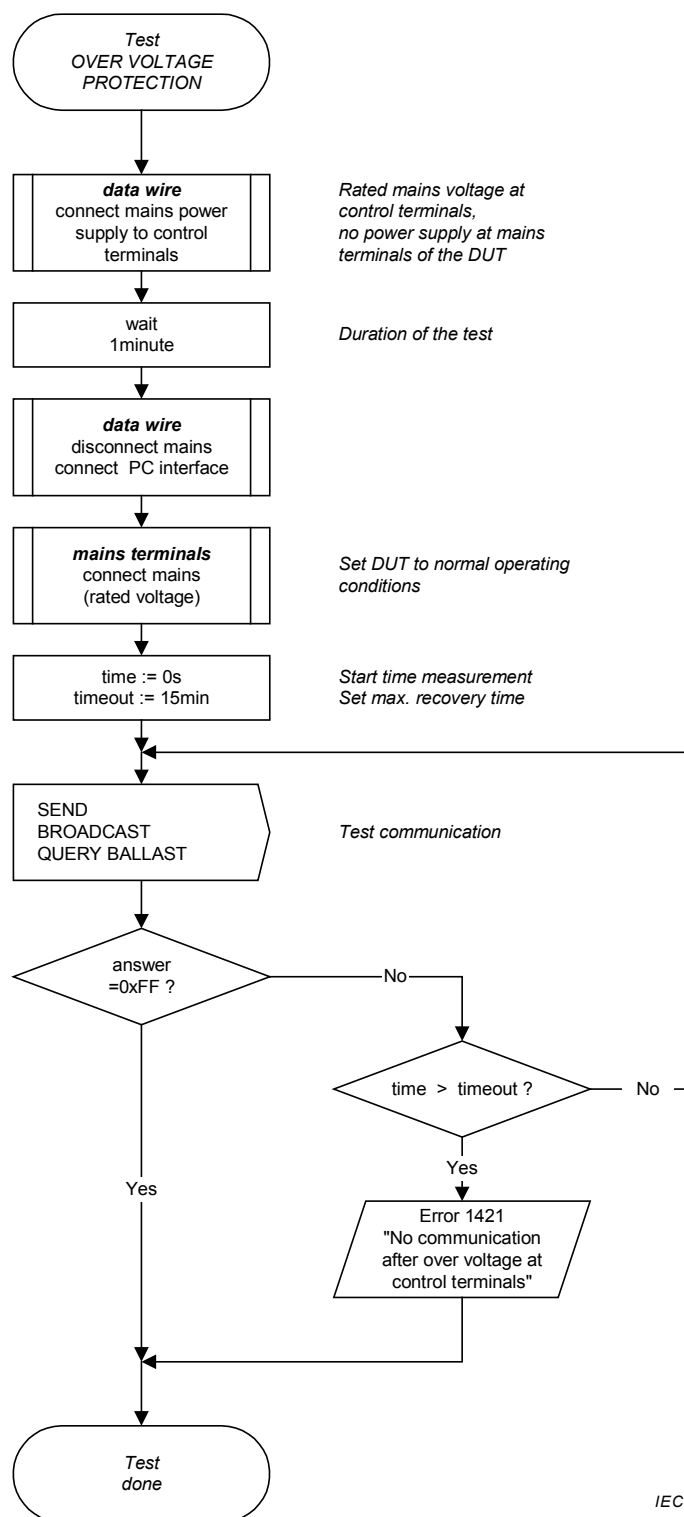 Test
OVER VOLTAGE
PROTECTION
data wire
connect mains power
supply to control
terminals
Rated mains voltage at
control terminals,
no power supply at mains
terminals of the DUT
wait
1minute
Duration of the test
data wire
disconnect mains
connect PC interface
mains terminals
connect mains
(rated voltage)
Set DUT to normal operating
conditions
time := 0s
timeout := 15min
Start time measurement
Set max. recovery time
SEND
BROADCAST
QUERY BALLAST
Test communication
answer
=0xFF ?
No
time > timeout ?
No
Yes
Yes
Error 1421
"No communication
after over voltage at
control terminals"
Test
done
IEC